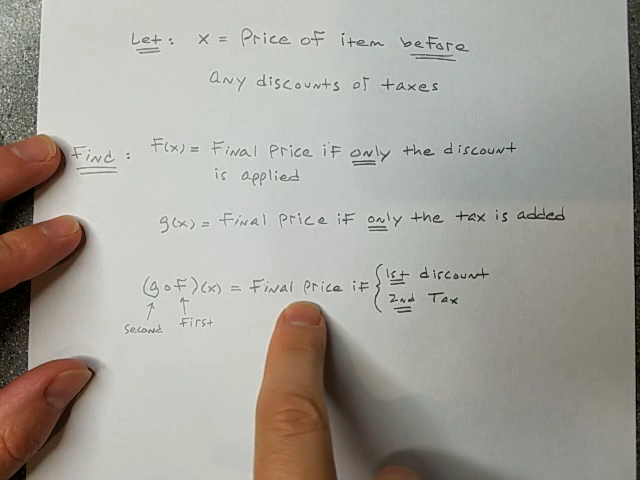 Let: x = Price of item before
any discounts or taxes
Find: F(x) = Final Price if only the discount
is applied
g(x) = Final price if only the tax is added
(g o f)(x) = Final price if { 1st discount
2nd Tax
Second First